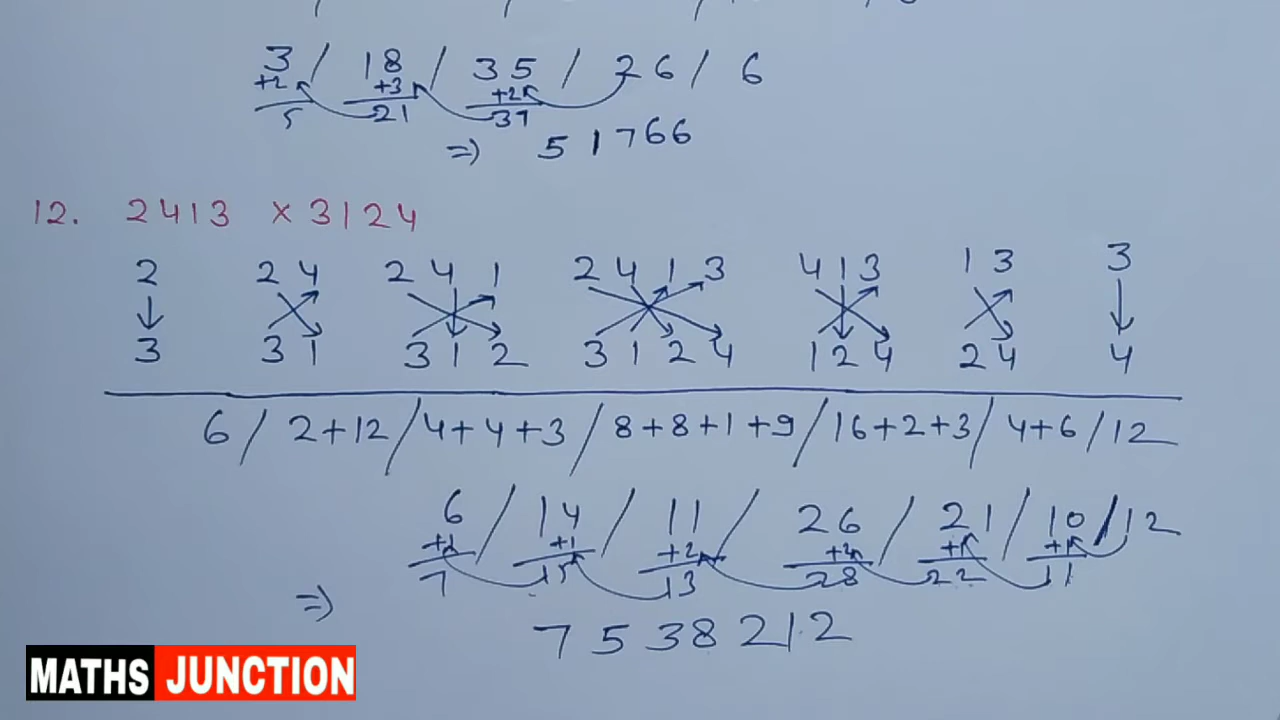 3 / 18 / 35 / 26 / 6
+2 +3 +2
5 21 37
=> 51766
12. 2413 × 3124
2 24 241 2413 413 13 3
3 31 312 3124 124 24 4
6 / 2+12 / 4+4+3 / 8+8+1+9 / 16+2+3 / 4+6 / 12
6 / 14 / 11 / 26 / 21 / 10 / 12
+1 +1 +2 +2 +1 +1
7 15 13 28 22 11
=> 7538212
MATHS JUNCTION